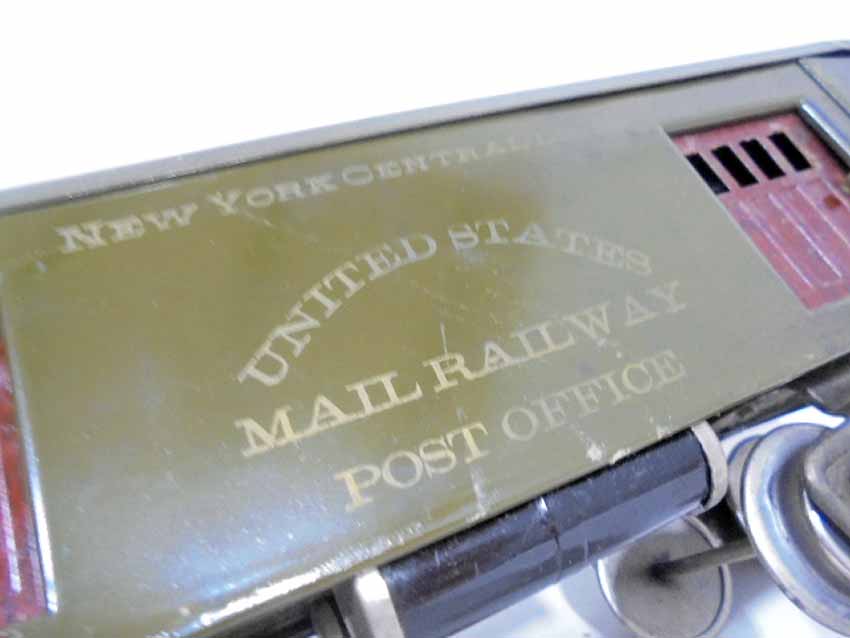 NEW YORK CENTRAL
UNITED STATES
MAIL RAILWAY
POST OFFICE